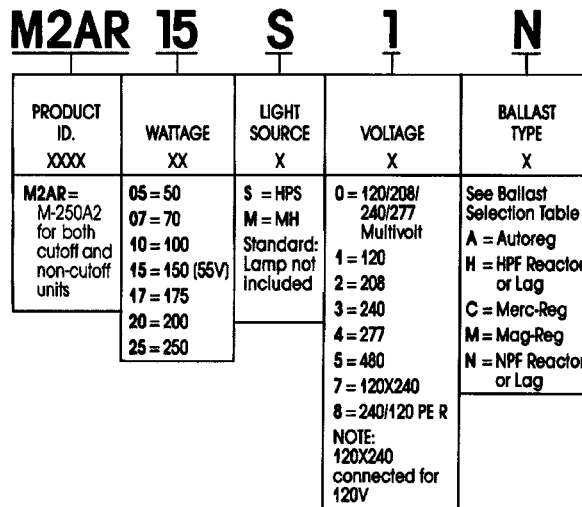 M2AR 15 S 1 N
PRODUCT
ID.
XXXX
WATTAGE
XX
LIGHT
SOURCE
X
VOLTAGE
X
BALLAST
TYPE
X
M2AR=
M-250A2
for both
cutoff and
non-cutoff
units
05 = 50
07 = 70
10 = 100
15 = 150 (55V)
17 = 175
20 = 200
25 = 250
S = HPS
M = MH
Standard:
Lamp not
included
0 = 120/208/
240/277
Multivolt
1 = 120
2 = 208
3 = 240
4 = 277
5 = 480
7 = 120X240
8 = 240/120 PE R
NOTE:
120X240
connected for
120V
See Ballast
Selection Table
A = Autoreg
H = HPF Reactor
or Lag
C = Merc-Reg
M = Mag-Reg
N = NPF Reactor
or Lag